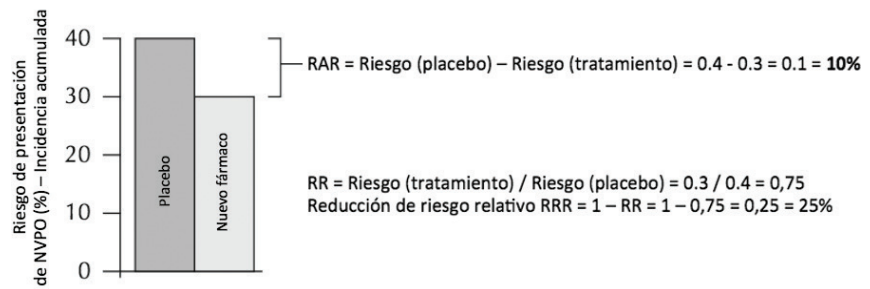 Riesgo de presentación
de NVPO (%) – Incidencia acumulada
40
30
20
10
0
Placebo
Nuevo fármaco
RAR = Riesgo (placebo) – Riesgo (tratamiento) = 0.4 - 0.3 = 0.1 = 10%
RR = Riesgo (tratamiento) / Riesgo (placebo) = 0.3 / 0.4 = 0,75
Reducción de riesgo relativo RRR = 1 – RR = 1 – 0,75 = 0,25 = 25%